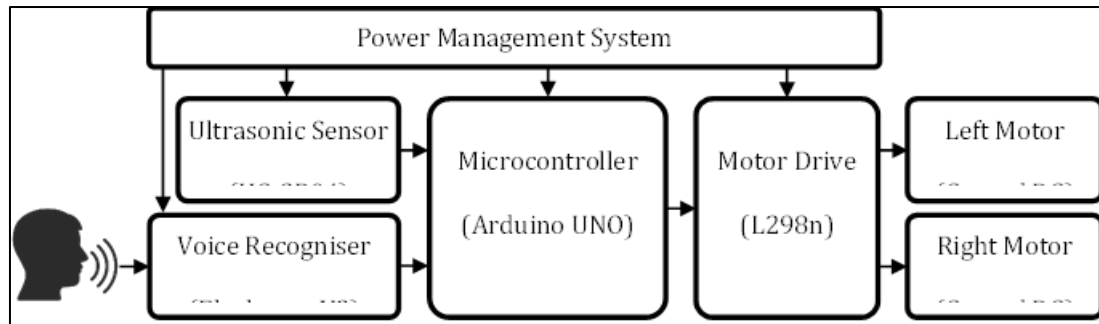 Power Management System
Ultrasonic Sensor
Microcontroller
(Arduino UNO)
Motor Drive
(L298n)
Left Motor
Voice Recogniser
Right Motor